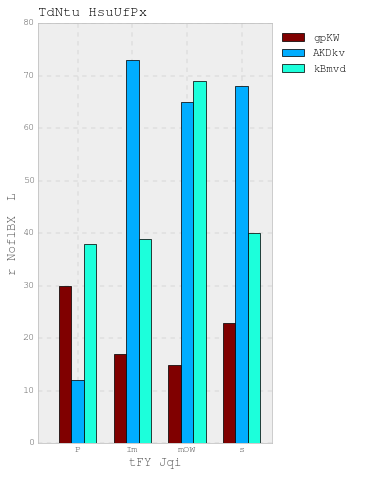 TdNtu HsuUfPx
80
70
60
50
40
30
20
10
0
r NoflBX L
P
Im
mOW
s
tFY Jqi
gpKW
AKDkv
kBmvd